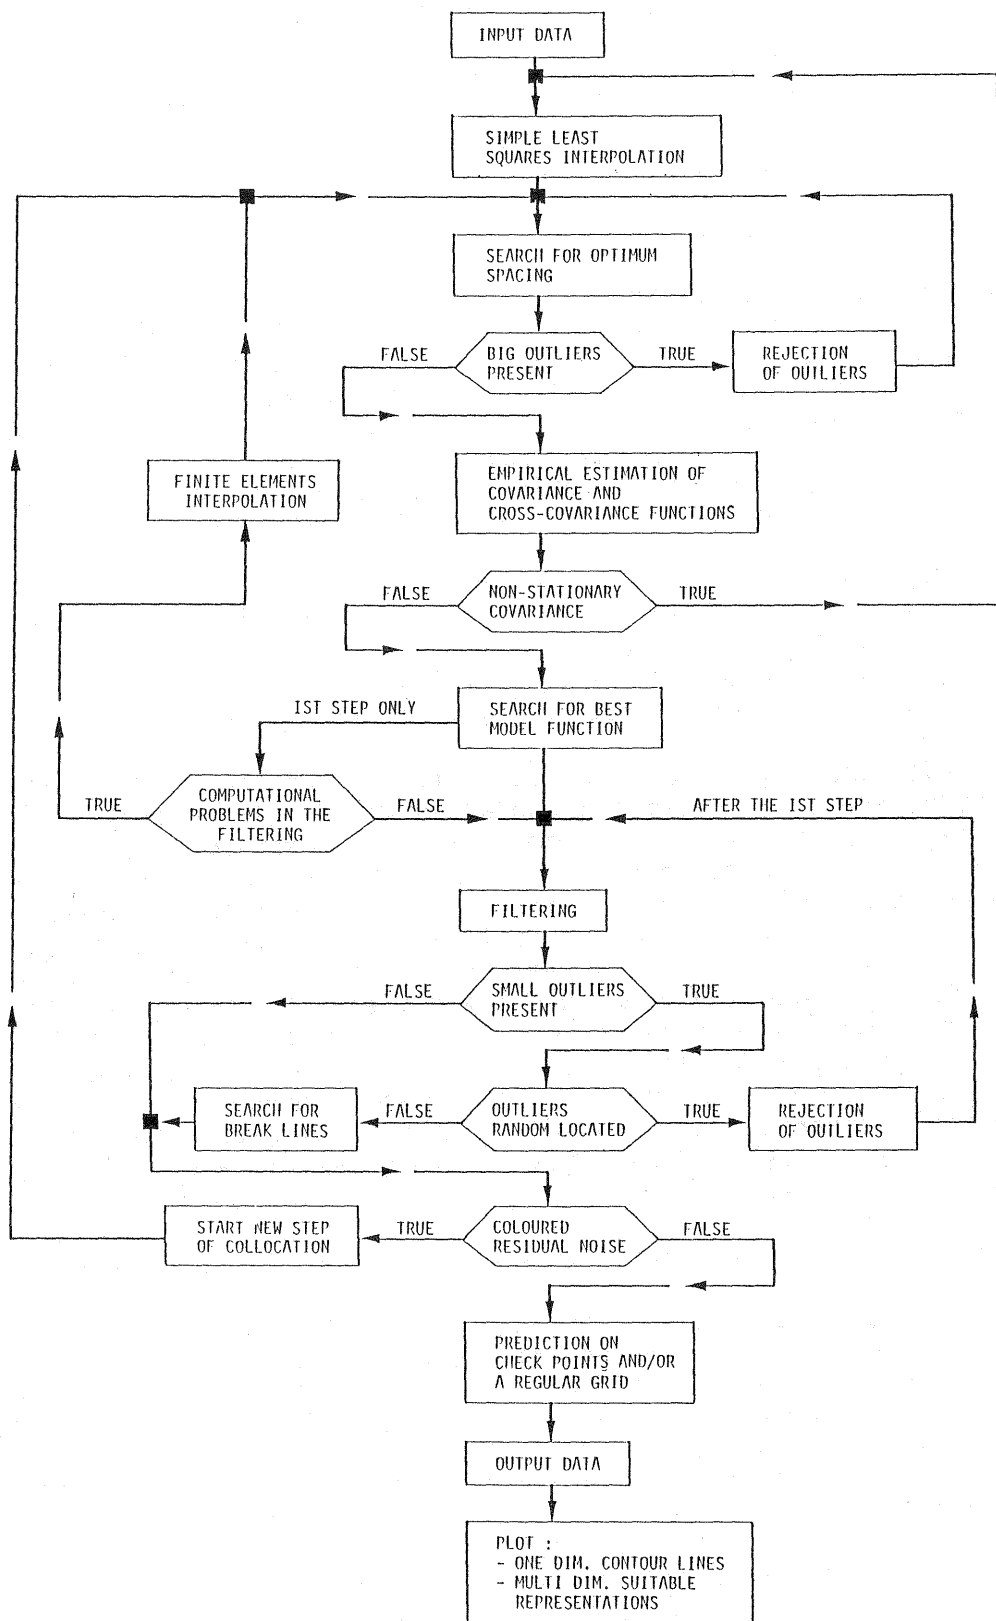 INPUT DATA
SIMPLE LEAST
SQUARES INTERPOLATION
SEARCH FOR OPTIMUM
SPACING
FALSE
BIG OUTLIERS
PRESENT
TRUE
REJECTION
OF OUTLIERS
FINITE ELEMENTS
INTERPOLATION
EMPIRICAL ESTIMATION OF
COVARIANCE AND
CROSS-COVARIANCE FUNCTIONS
FALSE
NON-STATIONARY
COVARIANCE
TRUE
IST STEP ONLY
SEARCH FOR BEST
MODEL FUNCTION
TRUE
COMPUTATIONAL
PROBLEMS IN THE
FILTERING
FALSE
AFTER THE IST STEP
FILTERING
FALSE
SMALL OUTLIERS
PRESENT
TRUE
SEARCH FOR
BREAK LINES
FALSE
OUTLIERS
RANDOM LOCATED
TRUE
REJECTION
OF OUTLIERS
START NEW STEP
OF COLLOCATION
TRUE
COLOURED
RESIDUAL NOISE
FALSE
PREDICTION ON
CHECK POINTS AND/OR
A REGULAR GRID
OUTPUT DATA
PLOT :
- ONE DIM. CONTOUR LINES
- MULTI DIM. SUITABLE
REPRESENTATIONS